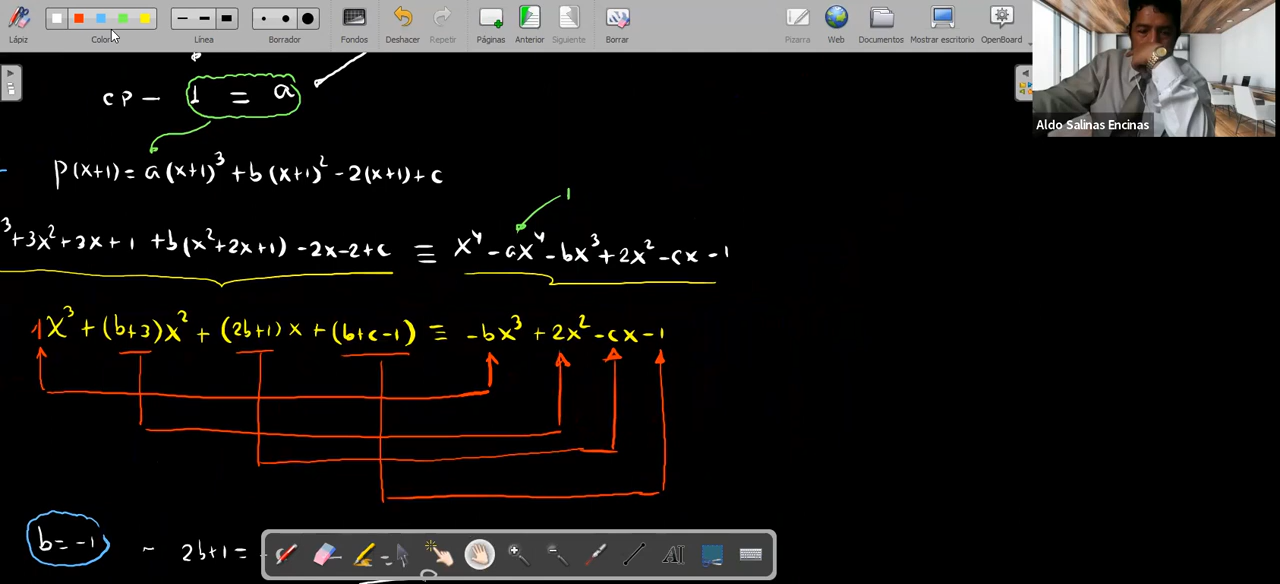 Lápiz Colores Línea Borrador Fondos Deshacer Repetir Páginas Anterior Siguiente Borrar Pizarra Web Documentos Mostrar escritorio OpenBoard
Aldo Salinas Encinas
CP - 1 = a
P(x+1) = a(x+1)³ + b(x+1)² - 2(x+1) + c
1
³ + 3x² + 3x + 1 + b(x² + 2x + 1) - 2x - 2 + c ≡ x⁴ - ax⁴ - bx³ + 2x² - cx - 1
1x³ + (b+3)x² + (2b+1)x + (b+c-1) ≡ -bx³ + 2x² - cx - 1
b = -1 ~ 2b+1 =